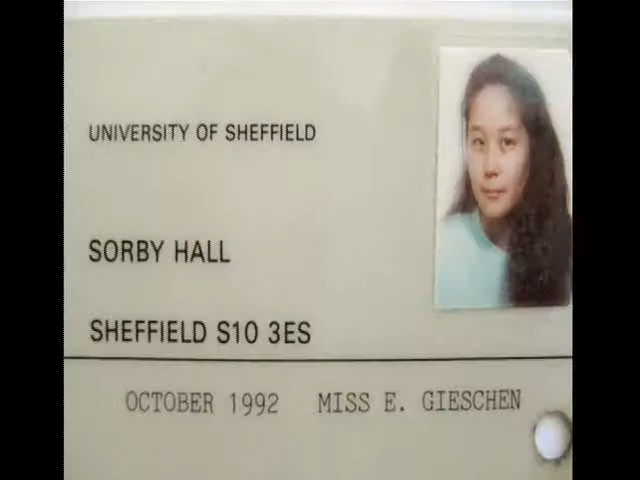 UNIVERSITY OF SHEFFIELD
SORBY HALL
SHEFFIELD S10 3ES
OCTOBER 1992 MISS E. GIESCHEN